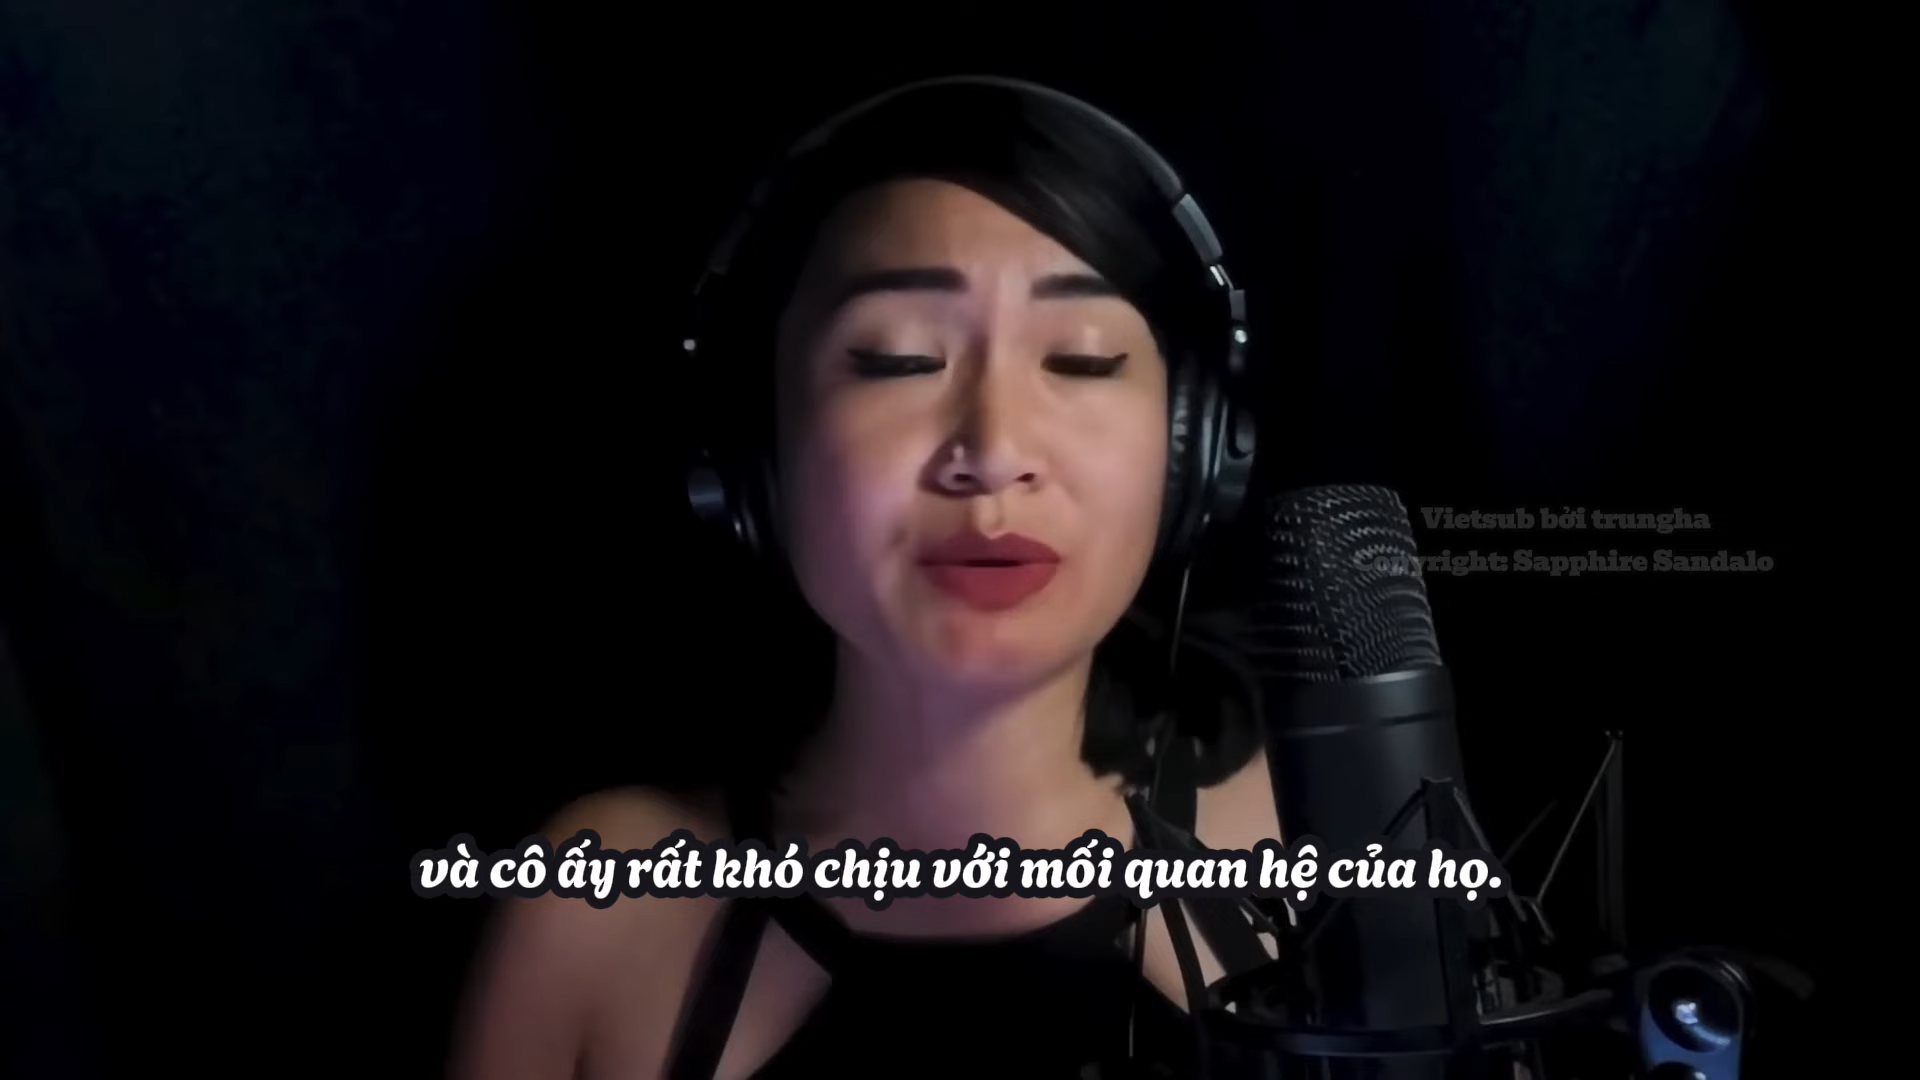 Vietsub bởi trungha
Copyright: Sapphire Sandalo
và cô ấy rất khó chịu với mối quan hệ của họ.